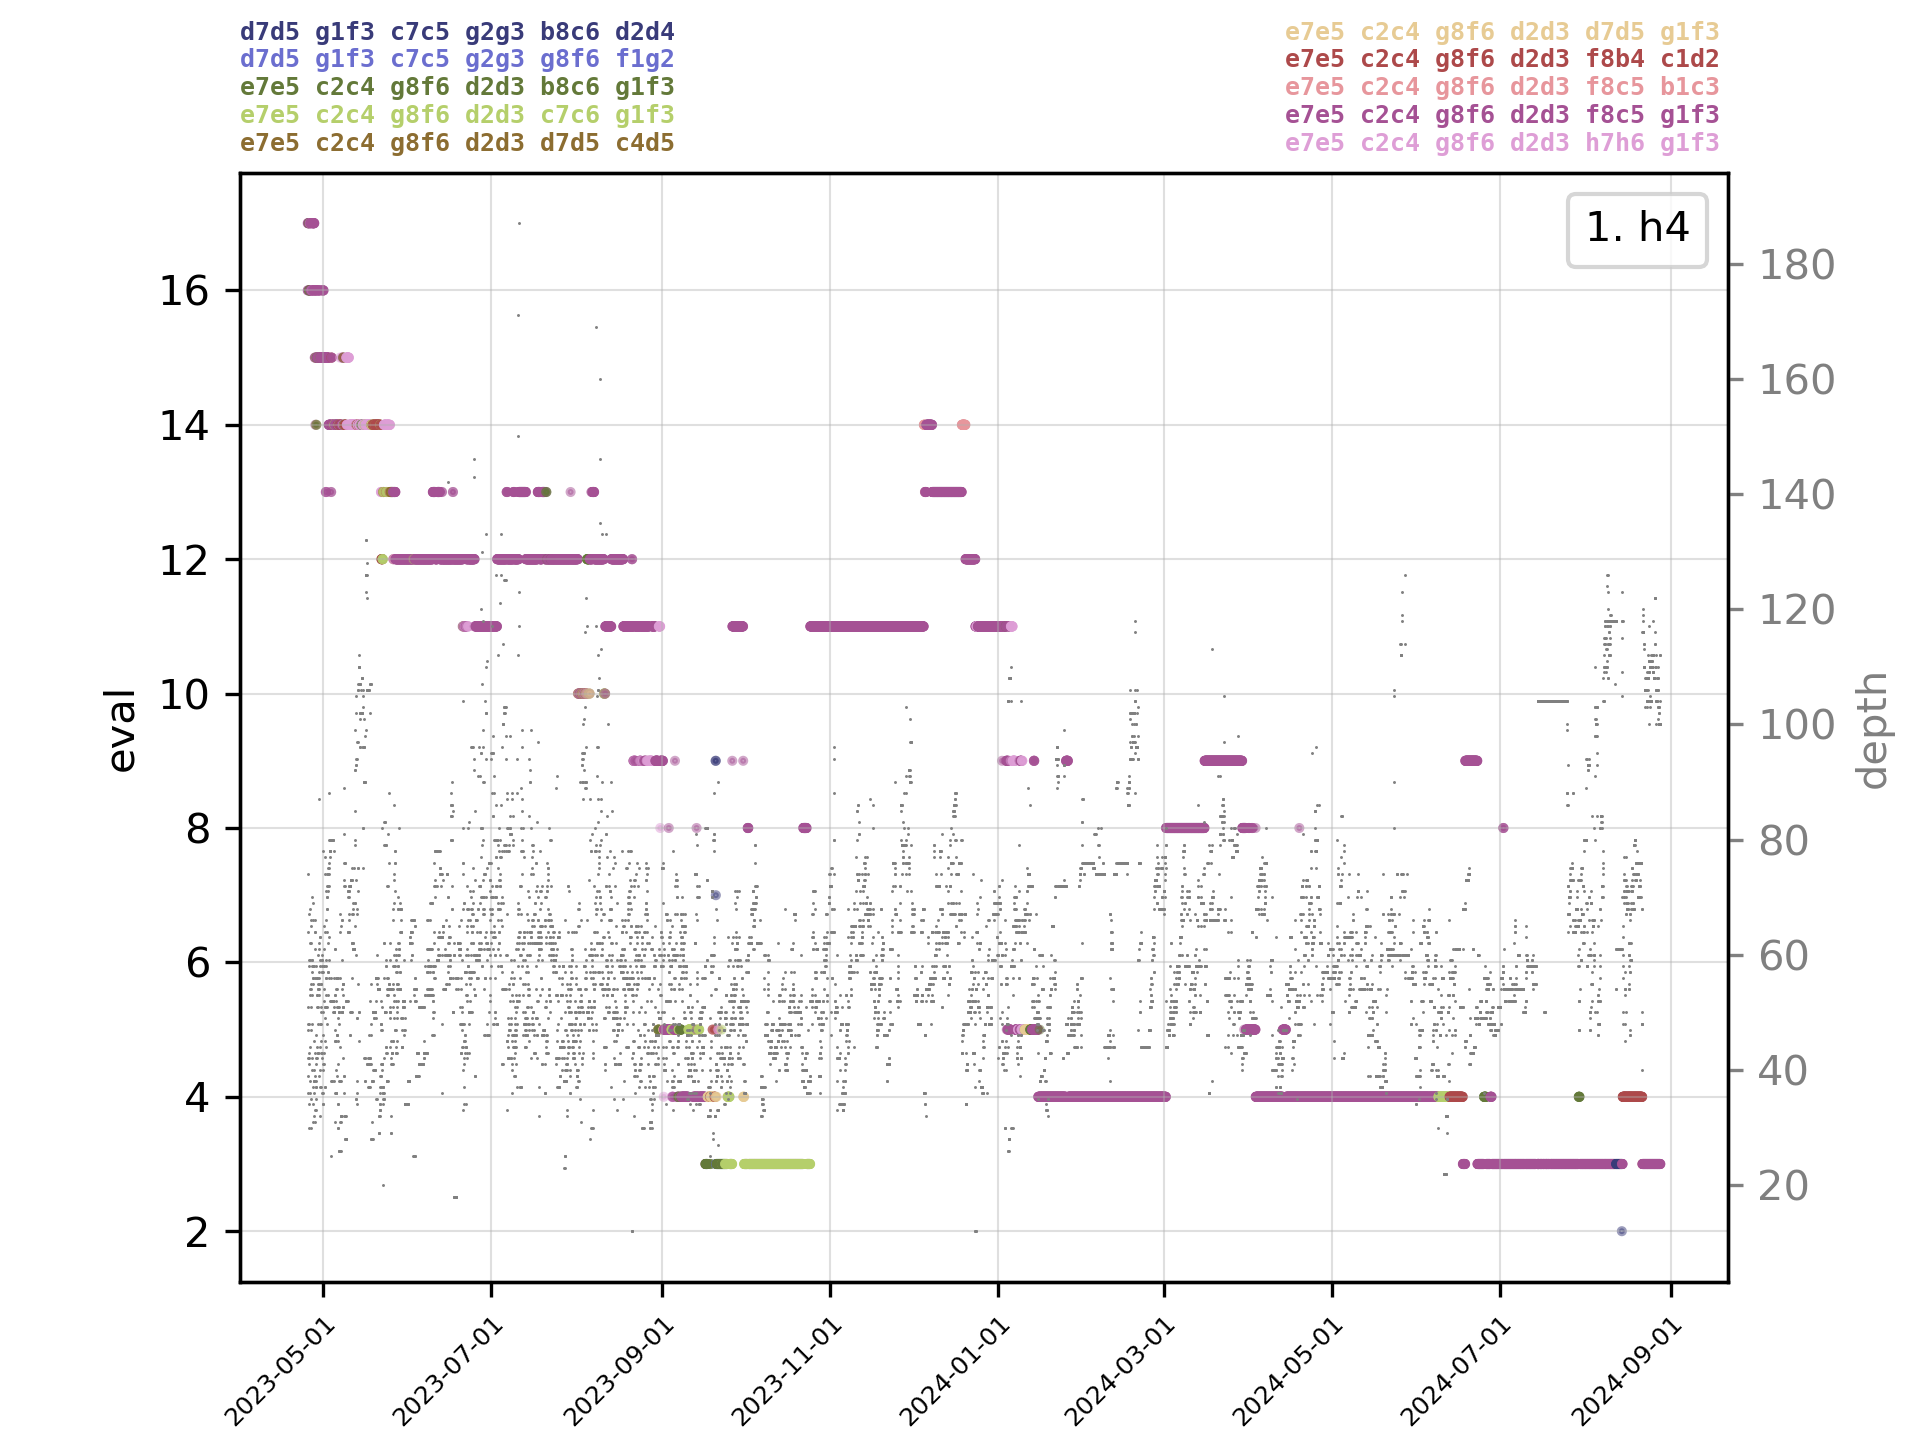 d7d5 g1f3 c7c5 g2g3 b8c6 d2d4
d7d5 g1f3 c7c5 g2g3 g8f6 f1g2
e7e5 c2c4 g8f6 d2d3 b8c6 g1f3
e7e5 c2c4 g8f6 d2d3 c7c6 g1f3
e7e5 c2c4 g8f6 d2d3 d7d5 c4d5
e7e5 c2c4 g8f6 d2d3 d7d5 g1f3
e7e5 c2c4 g8f6 d2d3 f8b4 c1d2
e7e5 c2c4 g8f6 d2d3 f8c5 b1c3
e7e5 c2c4 g8f6 d2d3 f8c5 g1f3
e7e5 c2c4 g8f6 d2d3 h7h6 g1f3
1. h4
eval
16
14
12
10
8
6
4
2
depth
180
160
140
120
100
80
60
40
20
2023-05-01
2023-07-01
2023-09-01
2023-11-01
2024-01-01
2024-03-01
2024-05-01
2024-07-01
2024-09-01